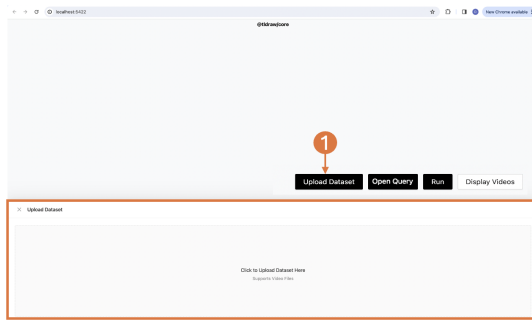 localhost:5432
New Chrome available
@tldraw/core
1
Upload Dataset
Open Query
Run
Display Videos
Upload Dataset
Click to Upload Dataset Here
Supports Video Files